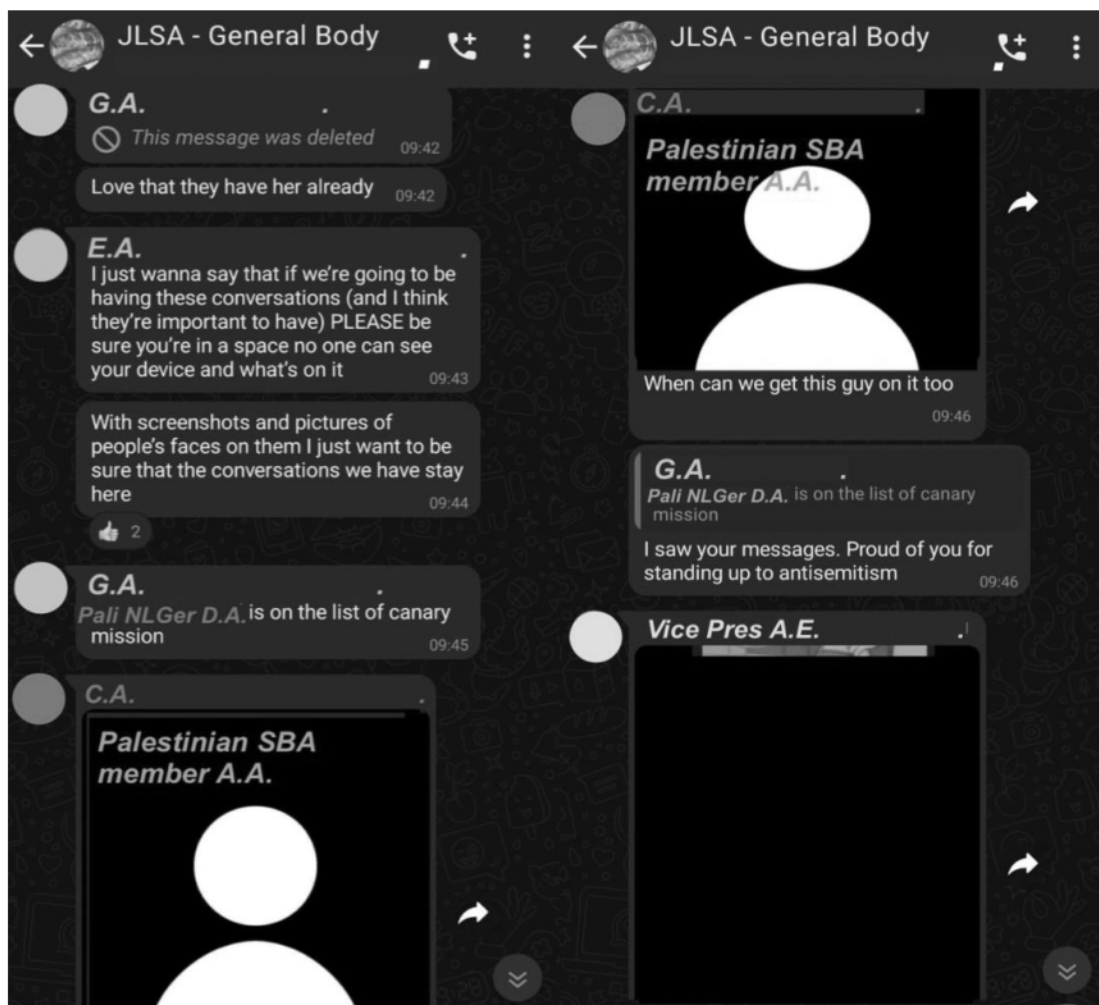 JLSA - General Body
G.A.
This message was deleted 09:42
Love that they have her already 09:42
E.A.
I just wanna say that if we're going to be
having these conversations (and I think
they're important to have) PLEASE be
sure you're in a space no one can see
your device and what's on it 09:43
With screenshots and pictures of
people's faces on them I just want to be
sure that the conversations we have stay
here 09:44
2
G.A.
Pali NLGer D.A. is on the list of canary
mission 09:45
C.A.
Palestinian SBA
member A.A.
JLSA - General Body
C.A.
Palestinian SBA
member A.A.
When can we get this guy on it too
09:46
G.A.
Pali NLGer D.A. is on the list of canary
mission
I saw your messages. Proud of you for
standing up to antisemitism 09:46
Vice Pres A.E.